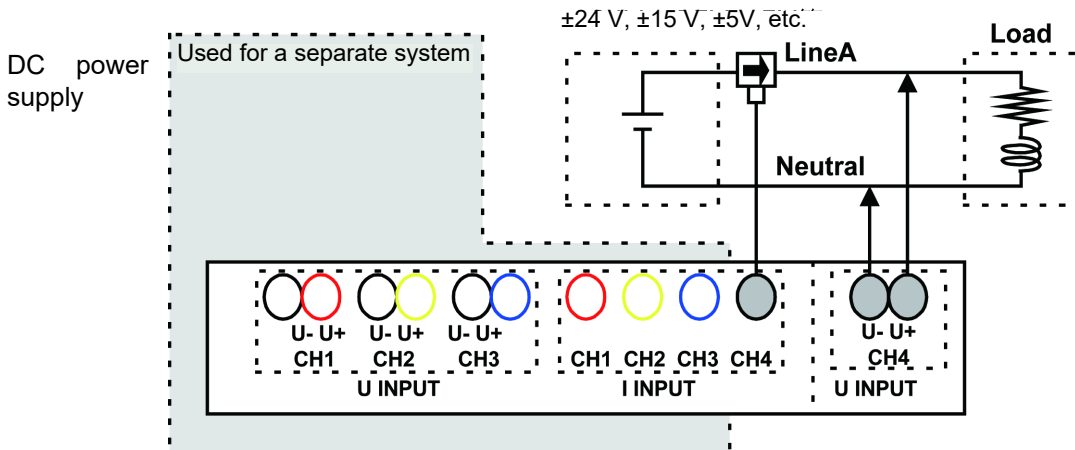 ±24 V, ±15 V, ±5V, etc.
DC power supply
Used for a separate system
LineA
Load
Neutral
U- U+ U- U+ U- U+ U- U+
CH1 CH2 CH3 CH1 CH2 CH3 CH4 CH4
U INPUT I INPUT U INPUT